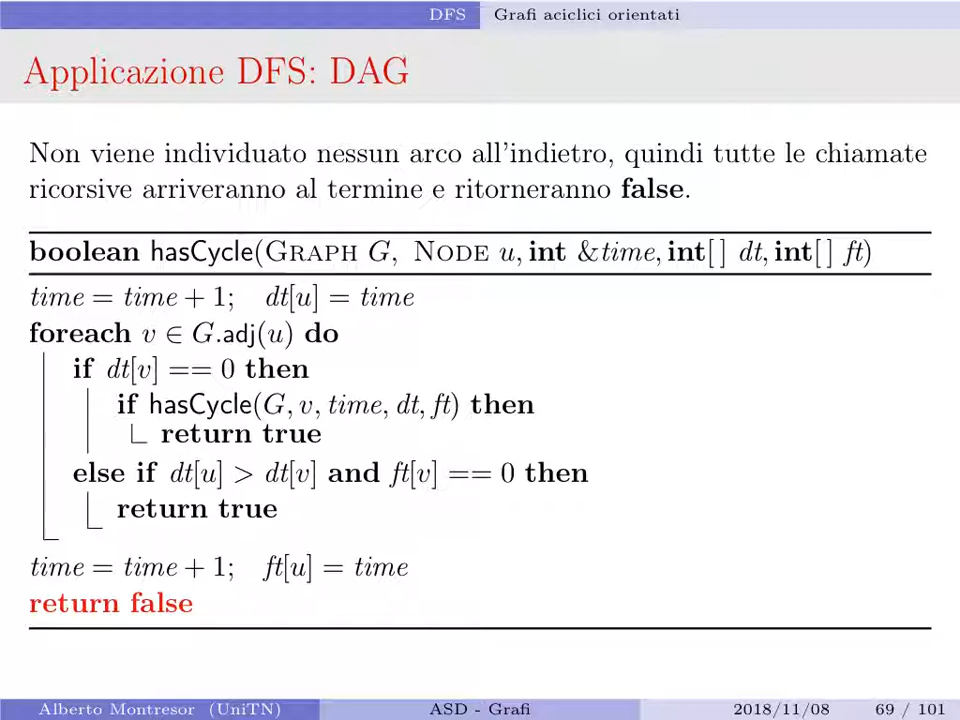 DFS Grafi aciclici orientati
Applicazione DFS: DAG
Non viene individuato nessun arco all'indietro, quindi tutte le chiamate
ricorsive arriveranno al termine e ritorneranno false.
boolean hasCycle(GRAPH G, NODE u, int &time, int[ ] dt, int[ ] ft)
time = time + 1; dt[u] = time
foreach v ∈ G.adj(u) do
if dt[v] == 0 then
if hasCycle(G, v, time, dt, ft) then
return true
else if dt[u] > dt[v] and ft[v] == 0 then
return true
time = time + 1; ft[u] = time
return false
Alberto Montresor (UniTN) ASD - Grafi 2018/11/08 69 / 101